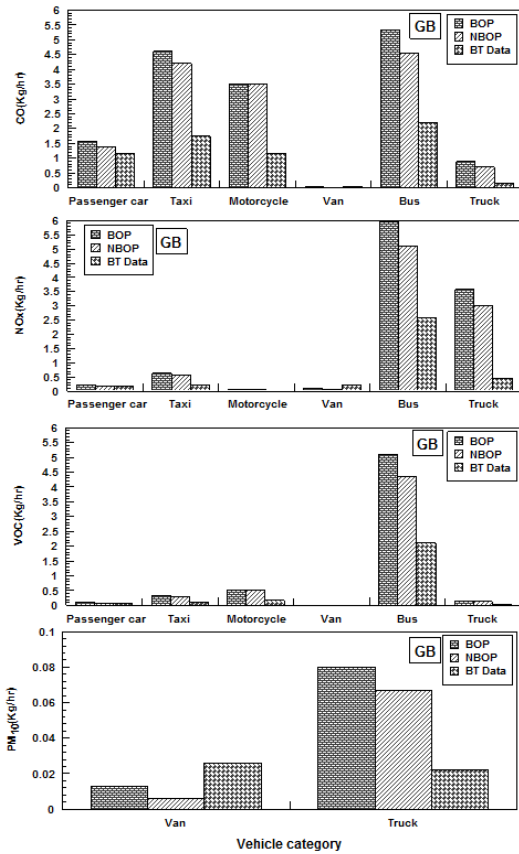 CO(Kg/hr)
6
5.5
5
4.5
4
3.5
3
2.5
2
1.5
1
0.5
0
GB
BOP
NBOP
BT Data
Passenger car Taxi Motorcycle Van Bus Truck
NOx(Kg/hr)
6
5.5
5
4.5
4
3.5
3
2.5
2
1.5
1
0.5
0
BOP
NBOP
BT Data
GB
Passenger car Taxi Motorcycle Van Bus Truck
VOC(Kg/hr)
6
5.5
5
4.5
4
3.5
3
2.5
2
1.5
1
0.5
0
GB
BOP
NBOP
BT Data
Passenger car Taxi Motorcycle Van Bus Truck
PM10(Kg/hr)
0.1
0.08
0.06
0.04
0.02
0
GB
BOP
NBOP
BT Data
Van Truck
Vehicle category